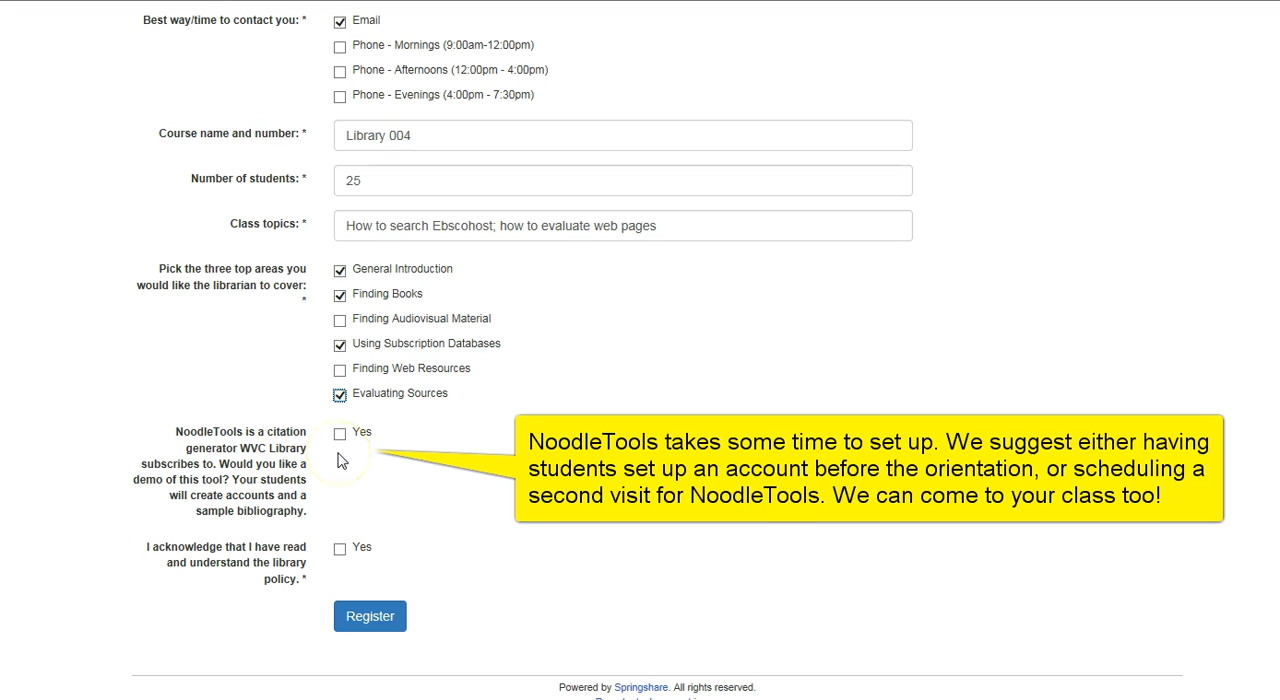 Best way/time to contact you: *
Email
Phone - Mornings (9:00am-12:00pm)
Phone - Afternoons (12:00pm - 4:00pm)
Phone - Evenings (4:00pm - 7:30pm)
Course name and number: *
Library 004
Number of students: *
25
Class topics: *
How to search Ebscohost; how to evaluate web pages
Pick the three top areas you
would like the librarian to cover:
*
General Introduction
Finding Books
Finding Audiovisual Material
Using Subscription Databases
Finding Web Resources
Evaluating Sources
NoodleTools is a citation
generator WVC Library
subscribes to. Would you like a
demo of this tool? Your students
will create accounts and a
sample bibliography.
Yes
NoodleTools takes some time to set up. We suggest either having
students set up an account before the orientation, or scheduling a
second visit for NoodleTools. We can come to your class too!
I acknowledge that I have read
and understand the library
policy. *
Yes
Register
Powered by Springshare. All rights reserved.